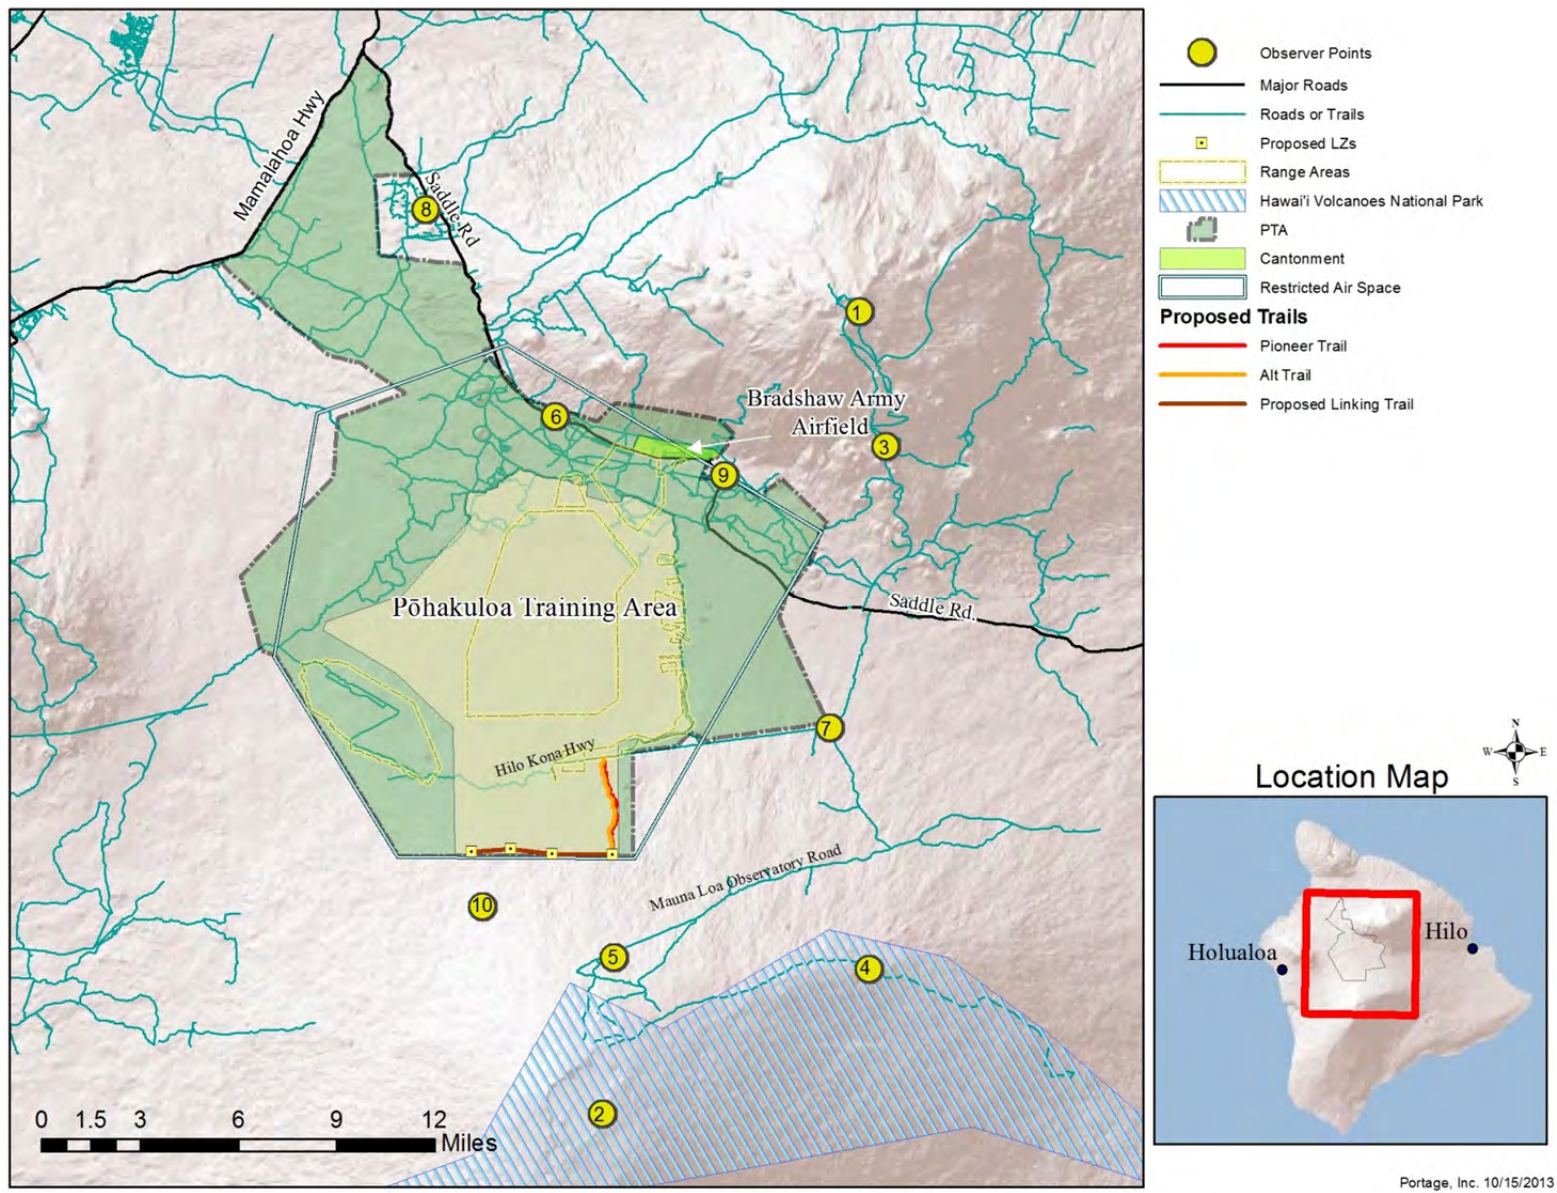 Mamalahoa Hwy
Saddle Rd
8
1
6
Bradshaw Army
Airfield
3
9
Pōhakuloa Training Area
Saddle Rd.
7
Hilo Kona Hwy
Mauna Loa Observatory Road
10
5
4
2
0 1.5 3 6 9 12
Miles
Observer Points
Major Roads
Roads or Trails
Proposed LZs
Range Areas
Hawai'i Volcanoes National Park
PTA
Cantonment
Restricted Air Space
Proposed Trails
Pioneer Trail
Alt Trail
Proposed Linking Trail
N
W E
S
Location Map
Hilo
Holualoa
Portage, Inc. 10/15/2013